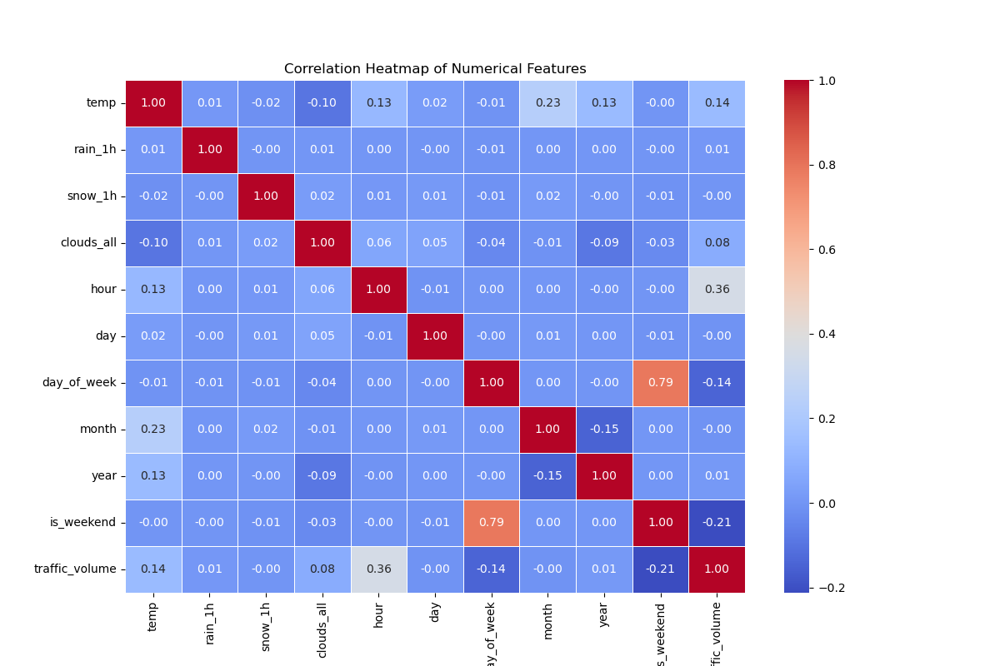 Correlation Heatmap of Numerical Features
temp 1.00 0.01 -0.02 -0.10 0.13 0.02 -0.01 0.23 0.13 -0.00 0.14
rain_1h 0.01 1.00 -0.00 0.01 0.00 -0.00 -0.01 0.00 0.00 -0.00 0.01
snow_1h -0.02 -0.00 1.00 0.02 0.01 0.01 -0.01 0.02 -0.00 -0.01 -0.00
clouds_all -0.10 0.01 0.02 1.00 0.06 0.05 -0.04 -0.01 -0.09 -0.03 0.08
hour 0.13 0.00 0.01 0.06 1.00 -0.01 0.00 0.00 -0.00 -0.00 0.36
day 0.02 -0.00 0.01 0.05 -0.01 1.00 -0.00 0.01 0.00 -0.01 -0.00
day_of_week -0.01 -0.01 -0.01 -0.04 0.00 -0.00 1.00 0.00 -0.00 0.79 -0.14
month 0.23 0.00 0.02 -0.01 0.00 0.01 0.00 1.00 -0.15 0.00 -0.00
year 0.13 0.00 -0.00 -0.09 -0.00 0.00 -0.00 -0.15 1.00 0.00 0.01
is_weekend -0.00 -0.00 -0.01 -0.03 -0.00 -0.01 0.79 0.00 0.00 1.00 -0.21
traffic_volume 0.14 0.01 -0.00 0.08 0.36 -0.00 -0.14 -0.00 0.01 -0.21 1.00
temp
rain_1h
snow_1h
clouds_all
hour
day
ay_of_week
month
year
s_weekend
ffic_volume
1.0
0.8
0.6
0.4
0.2
0.0
−0.2